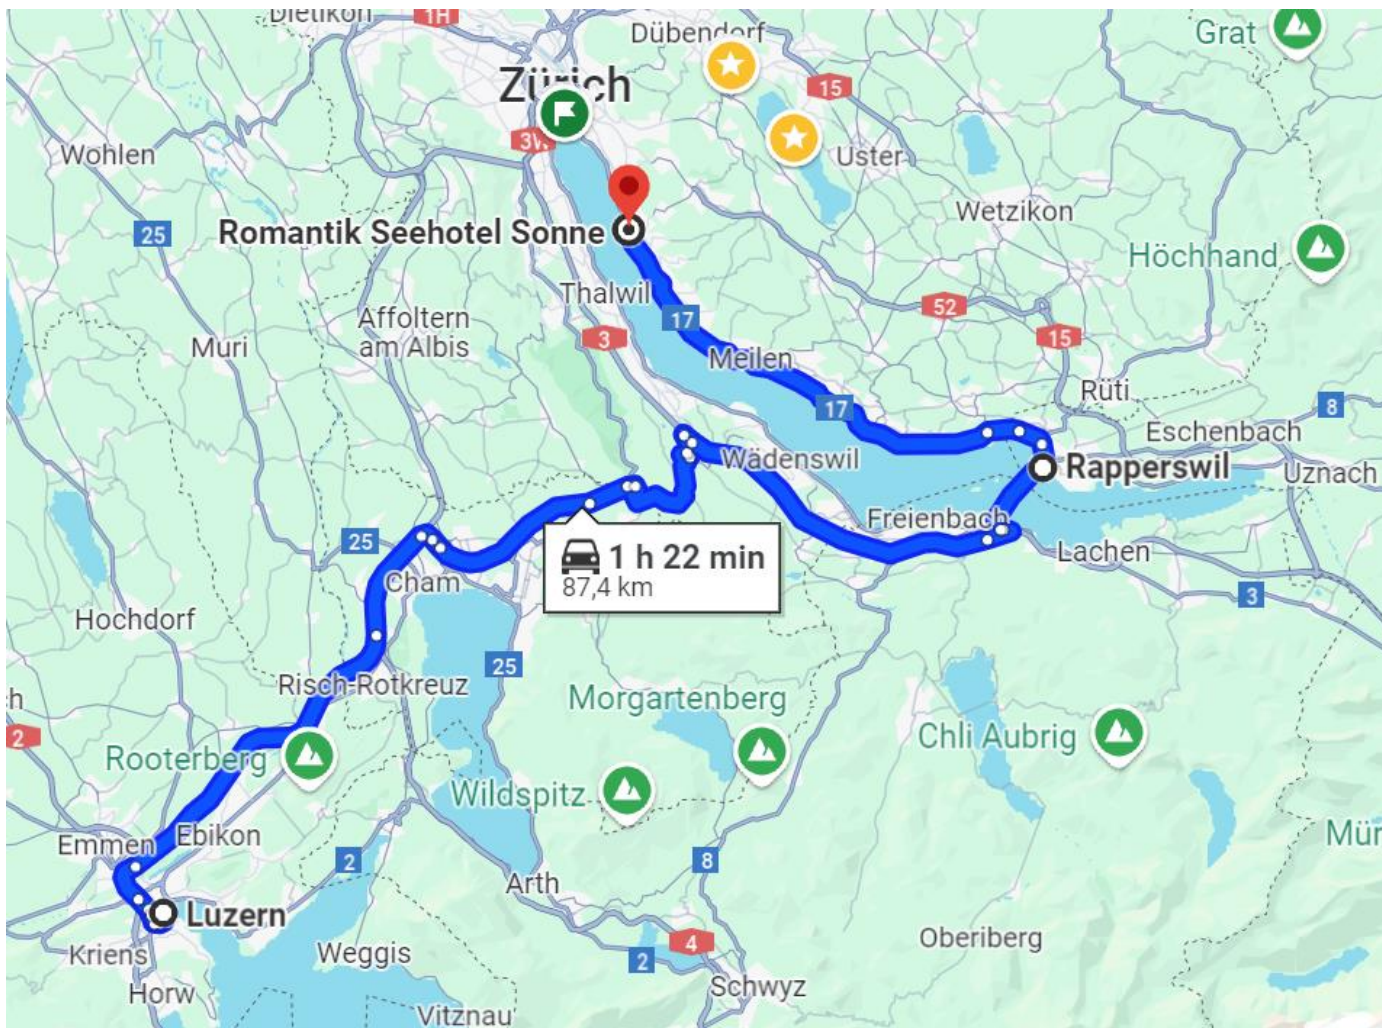 Dietikon
1H
Dübendorf
Grat
Zürich
15
3W
Wohlen
Uster
Wetzikon
25
Romantik Seehotel Sonne
Höchhand
Thalwil
52
Affoltern
am Albis
17
3
15
Muri
Meilen
Rüti
17
8
Eschenbach
Wädenswil
Rapperswil
Uznach
Freienbach
25
Lachen
1 h 22 min
87,4 km
Cham
3
Hochdorf
25
Risch-Rotkreuz
Morgartenberg
2
Chli Aubrig
Rooterberg
Wildspitz
Ebikon
Emmen
2
8
Arth
Luzern
Oberiberg
4
Kriens
Weggis
2
Horw
Schwyz
Vitznau